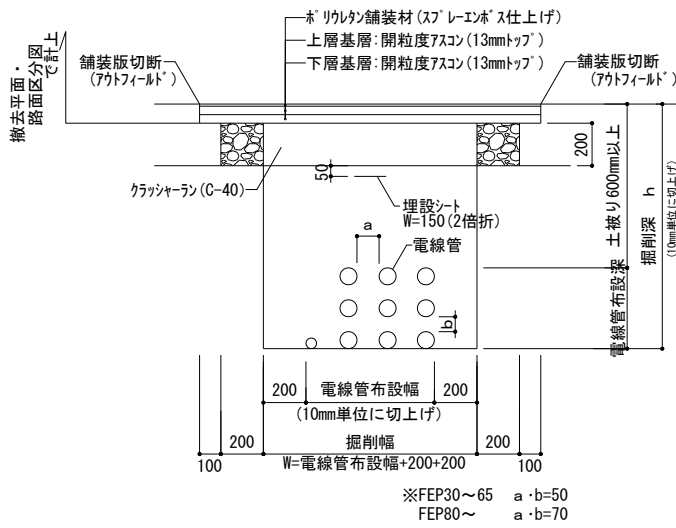 ポリウレタン舗装材(スプレーエンボス仕上げ)
上層基層:開粒度アスコン(13mmトップ)
下層基層:開粒度アスコン(13mmトップ)
撤去平面・
路面区分図
で計上
舗装版切断
(アウトフィールド)
舗装版切断
(アウトフィールド)
200
クラッシャーラン(C-40)
50
埋設シート
W=150(2倍折)
a
電線管
b
土被り600mm以上
電線管布設深
掘削深 h
(10mm単位に切上げ)
200
電線管布設幅
200
(10mm単位に切上げ)
200
掘削幅
200
100
W=電線管布設幅+200+200
100
※FEP30~65 a・b=50
FEP80~ a・b=70